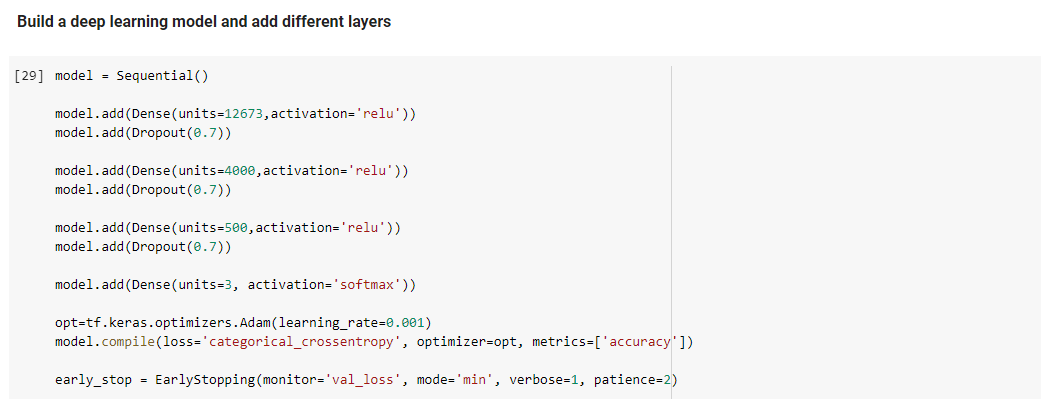 Build a deep learning model and add different layers
[29] model = Sequential()
model.add(Dense(units=12673,activation='relu'))
model.add(Dropout(0.7))
model.add(Dense(units=4000,activation='relu'))
model.add(Dropout(0.7))
model.add(Dense(units=500,activation='relu'))
model.add(Dropout(0.7))
model.add(Dense(units=3, activation='softmax'))
opt=tf.keras.optimizers.Adam(learning_rate=0.001)
model.compile(loss='categorical_crossentropy', optimizer=opt, metrics=['accuracy'])
early_stop = EarlyStopping(monitor='val_loss', mode='min', verbose=1, patience=2)